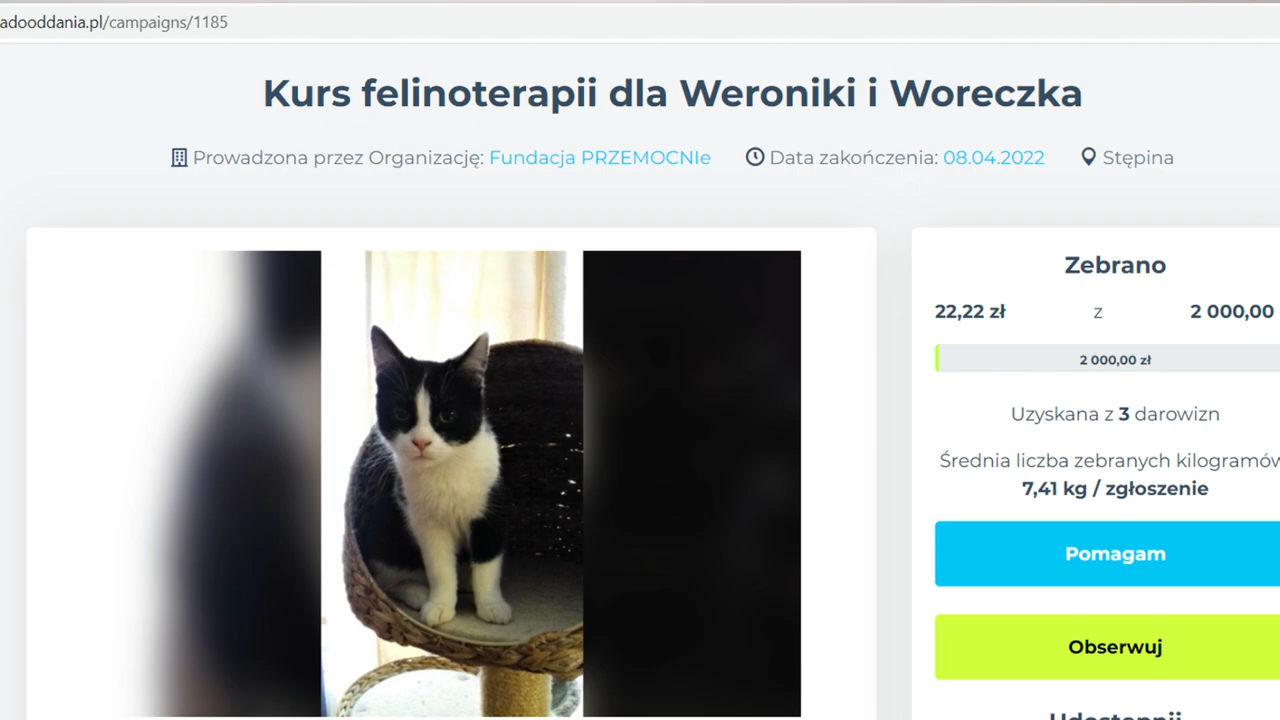 adooddania.pl/campaigns/1185
Kurs felinoterapii dla Weroniki i Woreczka
Prowadzona przez Organizację: Fundacja PRZEMOCNIe Data zakończenia: 08.04.2022 Stępina
Zebrano
22,22 zł z 2 000,00
2 000,00 zł
Uzyskana z 3 darowizn
Średnia liczba zebranych kilogramów
7,41 kg / zgłoszenie
Pomagam
Obserwuj
Udostępnij